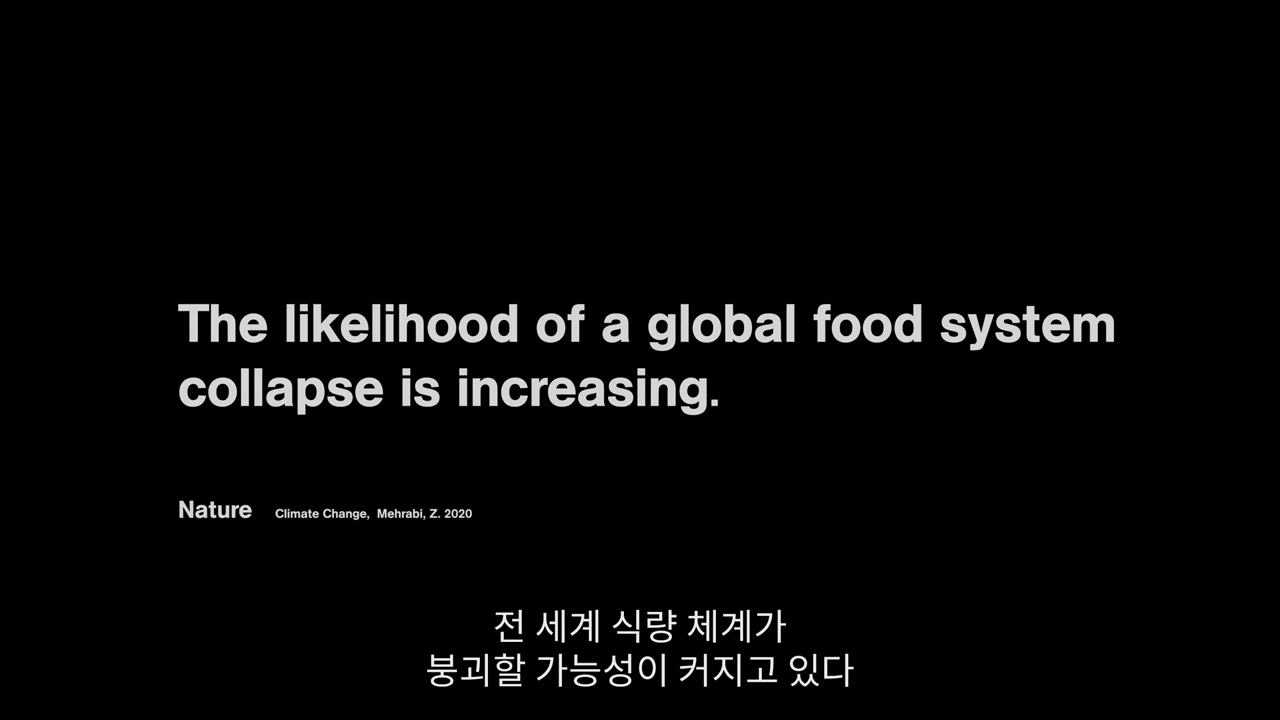 The likelihood of a global food system
collapse is increasing.
Nature Climate Change, Mehrabi, Z. 2020
전 세계 식량 체계가
붕괴할 가능성이 커지고 있다